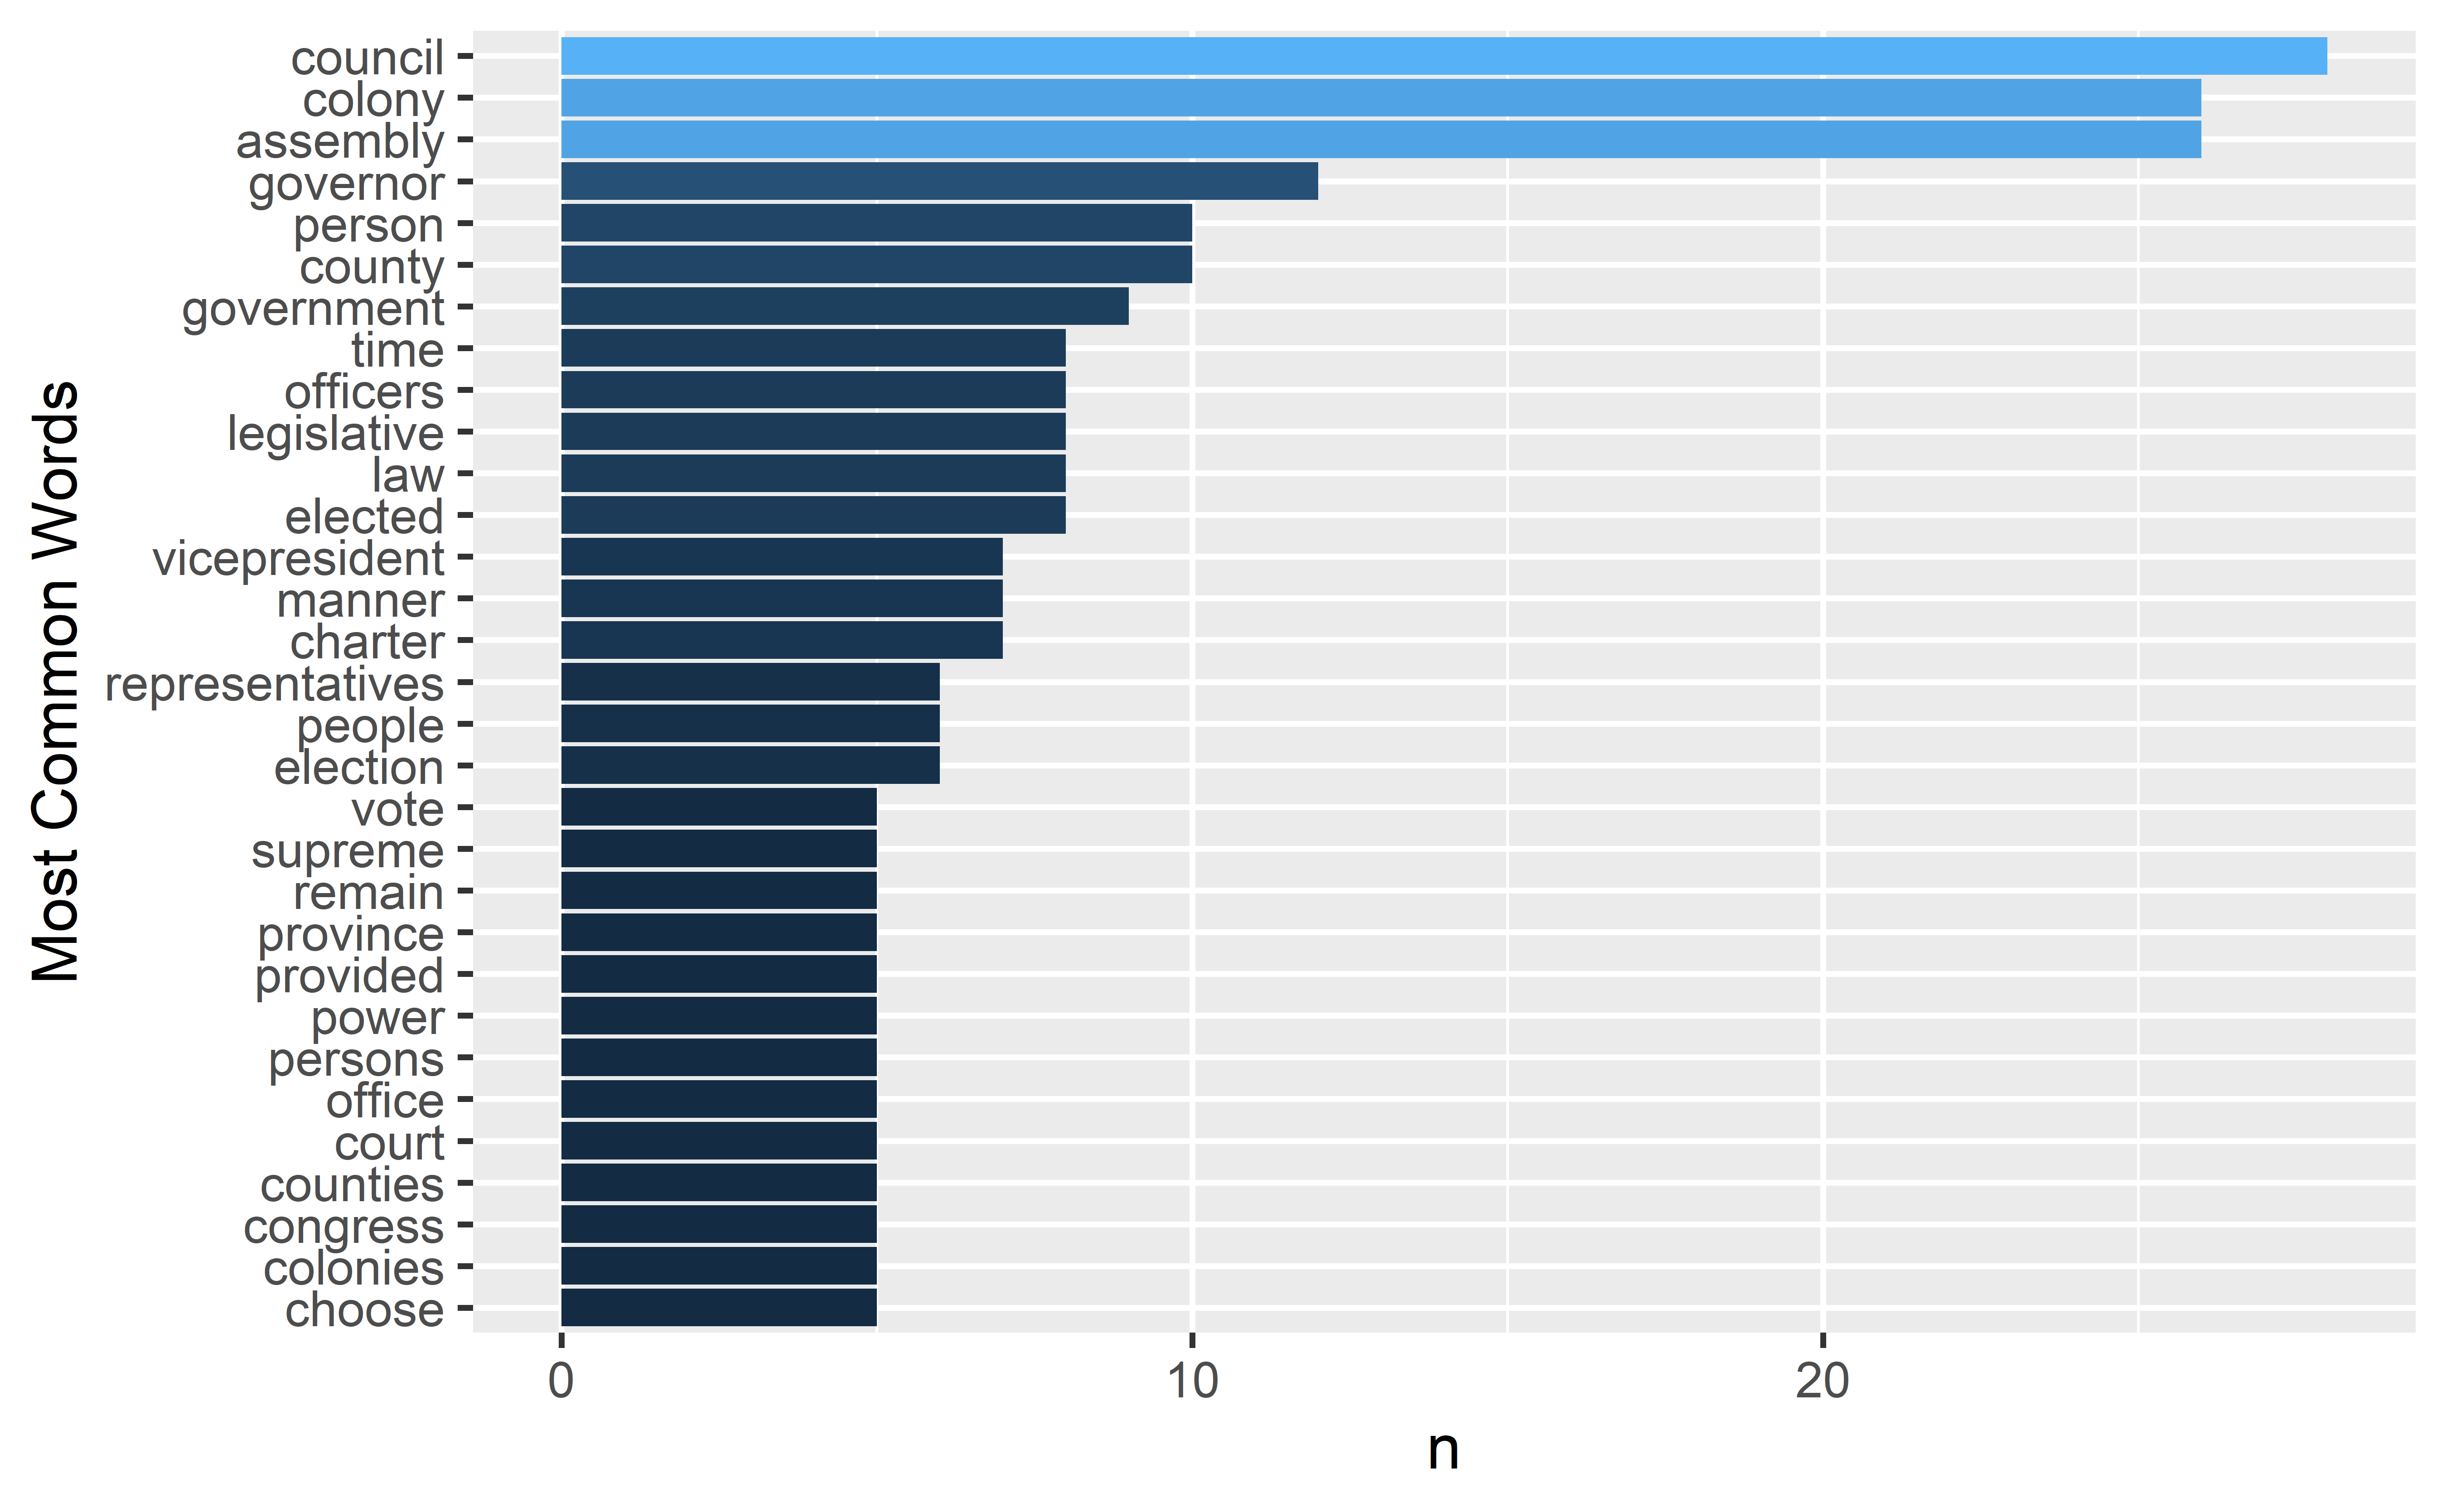 Most Common Words
council
colony
assembly
governor
person
county
government
time
officers
legislative
law
elected
vicepresident
manner
charter
representatives
people
election
vote
supreme
remain
province
provided
power
persons
office
court
counties
congress
colonies
choose
0 10 20
n